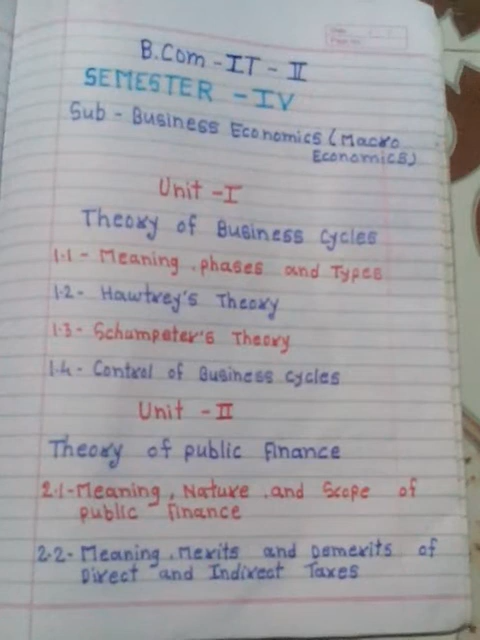 B.Com - IT - II
SEMESTER - IV
Sub - Business Economics (Macro
Economics)
Unit - I
Theory of Business Cycles
1.1 - Meaning, phases and Types
1.2 - Hawtrey's Theory
1.3 - Schumpeter's Theory
1.4 - Control of Business cycles
Unit - II
Theory of public finance
2.1 - Meaning, Nature and Scope of
public finance
2.2 - Meaning, Merits and Demerits of
Direct and Indirect Taxes